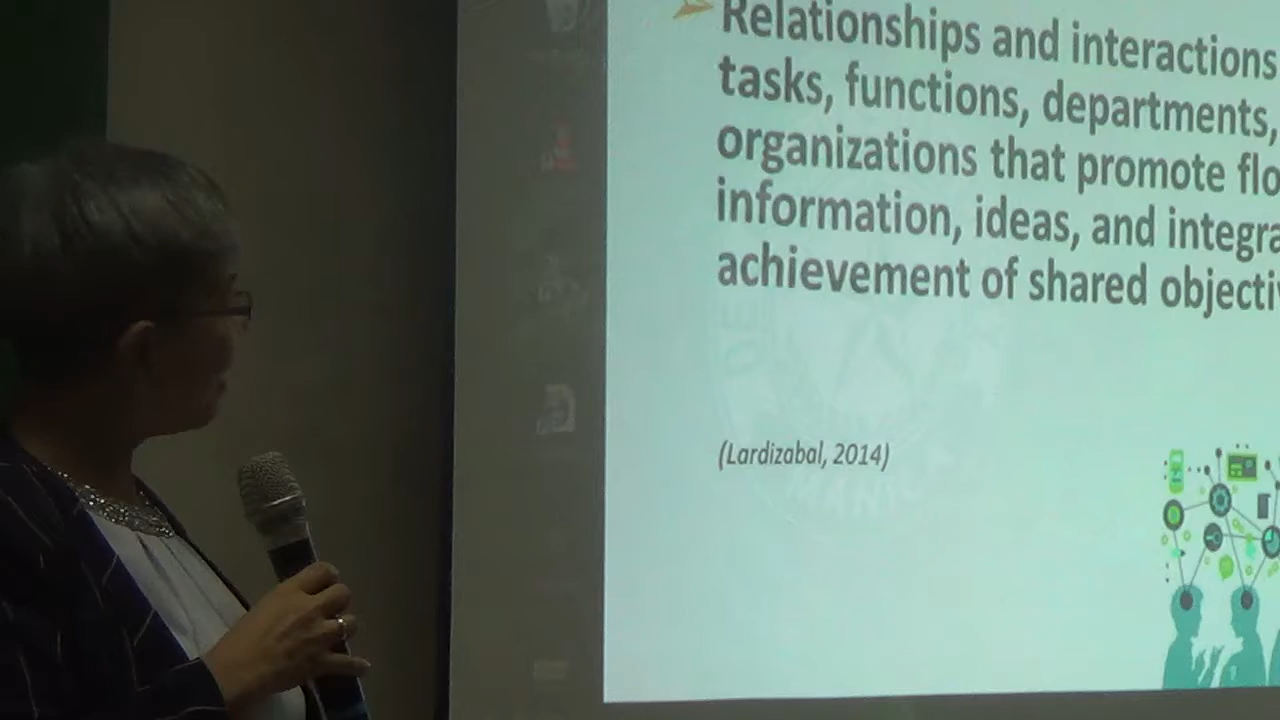 Relationships and interactions
tasks, functions, departments,
organizations that promote flo
information, ideas, and integra
achievement of shared objecti
(Lardizabal, 2014)